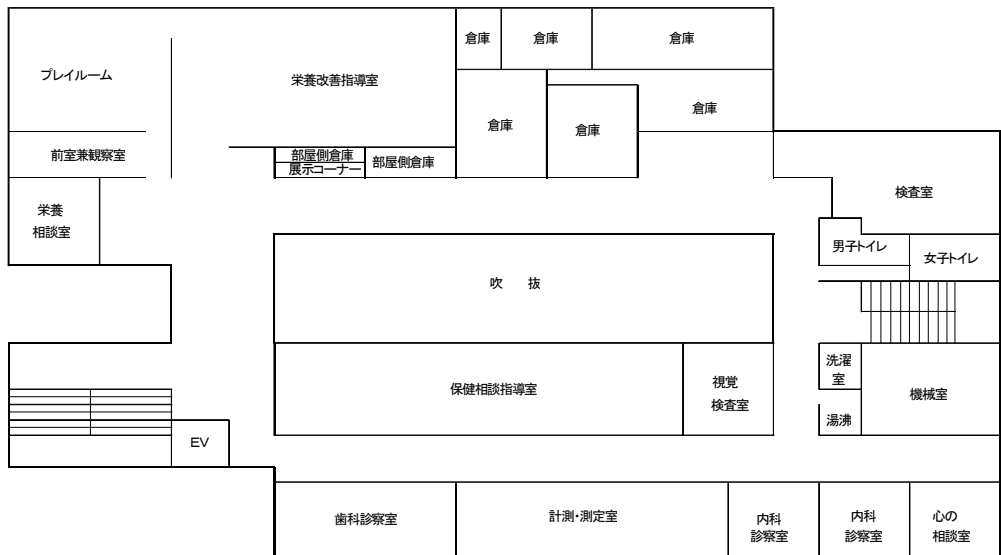 倉庫
倉庫
倉庫
プレイルーム
栄養改善指導室
倉庫
倉庫
倉庫
前室兼観察室
部屋側倉庫
展示コーナー
部屋側倉庫
検査室
栄養
相談室
男子トイレ
女子トイレ
吹 抜
保健相談指導室
視覚
検査室
洗濯
室
機械室
湯沸
EV
歯科診察室
計測・測定室
内科
診察室
内科
診察室
心の
相談室